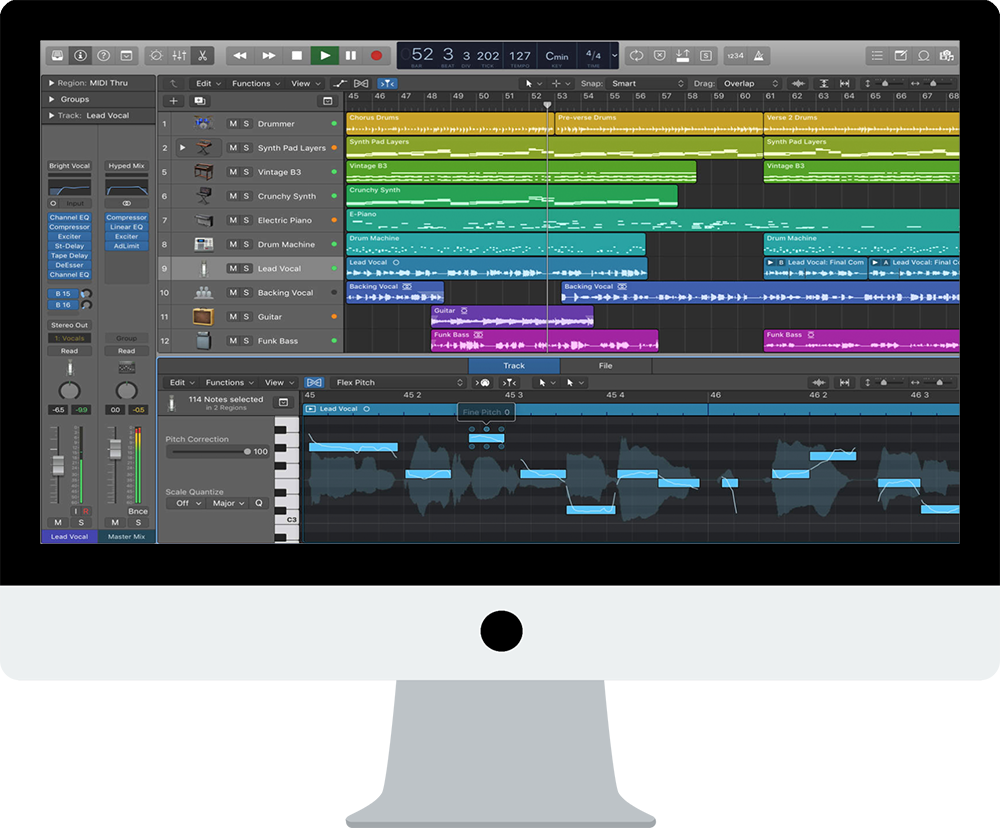 52 3 3 202 127 Cmin 4/4
BAR BEAT DIV TICK TEMPO KEY TIME
1234
Region: MIDI Thru
Groups
Track: Lead Vocal
Edit Functions View Snap: Smart Drag: Overlap
45 46 47 48 49 50 51 52 53 54 55 56 57 58 59 60 61 62 63 64 65 66 67 68
1 M S Drummer
Chorus Drums Pre-verse Drums Verse 2 Drums
2 M S Synth Pad Layers
Synth Pad Layers Synth Pad Layers
5 M S Vintage B3
Vintage B3 Vintage B3
6 M S Crunchy Synth
Crunchy Synth
7 M S Electric Piano
E-Piano
8 M S Drum Machine
Drum Machine Drum Machine
9 M S Lead Vocal
Lead Vocal B Lead Vocal: Final Com A Lead Vocal: Final Co
10 M S Backing Vocal
Backing Vocal Backing Vocal
11 M S Guitar
Guitar
12 M S Funk Bass
Funk Bass Funk Bass
Bright Vocal Hyped Mix
Input
Channel EQ Compressor
Compressor Linear EQ
Exciter Exciter
St-Delay AdLimit
Tape Delay
DeEsser
Channel EQ
B 15
B 16
Stereo Out
1: Vocals Group
Read Read
-6.5 -9.9 0.0 -0.5
I R Bnce
M S M S
Lead Vocal Master Mix
Track File
Edit Functions View Flex Pitch
114 Notes selected
in 2 Regions
45 45 2 45 3 45 4 46 46 2 46 3
Lead Vocal
Fine Pitch 0
Pitch Correction
100
Scale Quantize
Off Major Q
C3